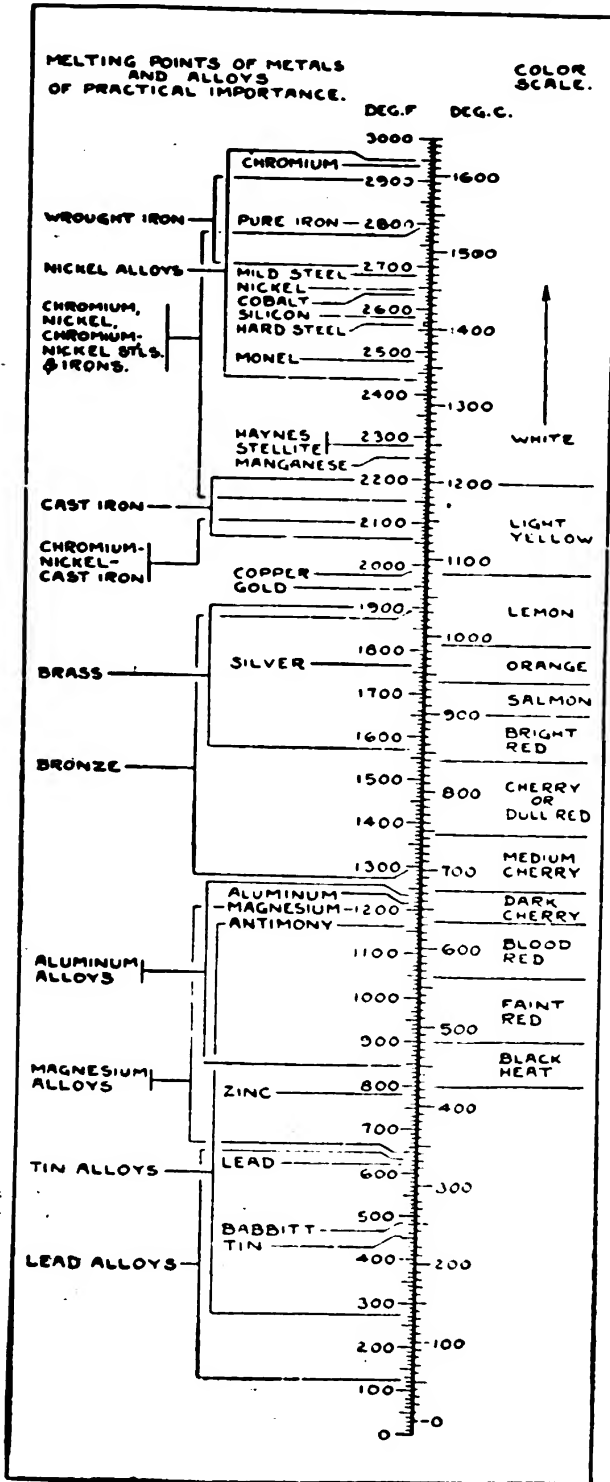 MELTING POINTS OF METALS
AND ALLOYS
OF PRACTICAL IMPORTANCE.
COLOR
SCALE.
DEG.F DEG.C.
3000
CHROMIUM
2900
1600
WROUGHT IRON
PURE IRON 2800
1500
NICKEL ALLOYS
2700
MILD STEEL
NICKEL
COBALT
SILICON 2600
HARD STEEL
1400
CHROMIUM,
NICKEL,
CHROMIUM-
NICKEL STLS.
& IRONS.
MONEL 2500
2400
1300
HAYNES
STELLITE
2300
WHITE
MANGANESE
2200
1200
CAST IRON
2100
LIGHT
YELLOW
CHROMIUM-
NICKEL-
CAST IRON
1100
2000
COPPER
GOLD
1900
LEMON
1000
1800
SILVER
ORANGE
BRASS
1700
SALMON
900
1600
BRIGHT
RED
BRONZE
1500
800
CHERRY
OR
DULL RED
1400
1300
700
MEDIUM
CHERRY
ALUMINUM
MAGNESIUM 1200
ANTIMONY
DARK
CHERRY
1100
600
BLOOD
RED
ALUMINUM
ALLOYS
1000
500
FAINT
RED
900
BLACK
HEAT
MAGNESIUM
ALLOYS
ZINC
800
400
700
TIN ALLOYS
LEAD
600
300
500
BABBITT
TIN
400
200
LEAD ALLOYS
300
200
100
100
0
0